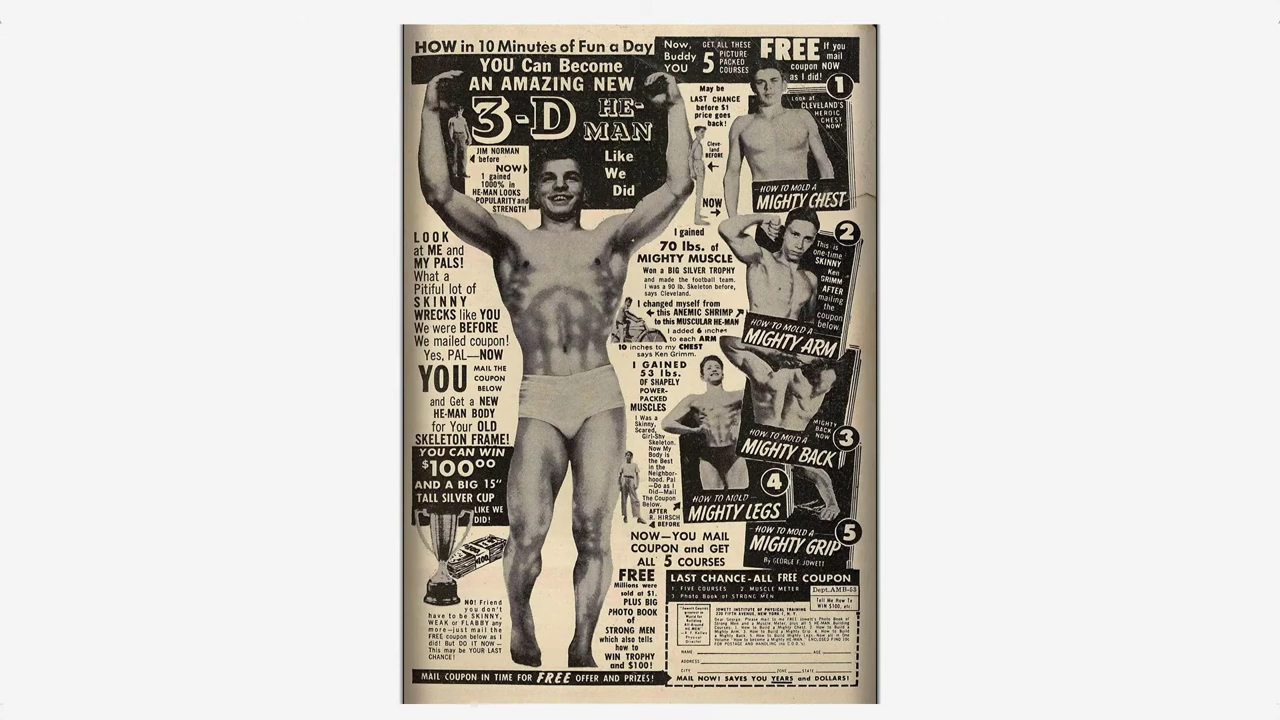 HOW in 10 Minutes of Fun a Day
YOU Can Become
AN AMAZING NEW
3-D HE-
MAN
Like
We
Did
JIM NORMAN
before
NOW
I gained
1000% in
HE-MAN LOOKS
POPULARITY and
STRENGTH
LOOK
at ME and
MY PALS!
What a
Pitiful lot of
SKINNY
WRECKS like YOU
We were BEFORE
We mailed coupon!
Yes, PAL—NOW
YOU MAIL THE
COUPON
BELOW
and Get a NEW
HE-MAN BODY
for Your OLD
SKELETON FRAME!
YOU CAN WIN
$100.00
AND A BIG 15"
TALL SILVER CUP
LIKE WE
DID!
$100
NO! Friend
you don't
have to be SKINNY,
WEAK or FLABBY any
more—just mail the
FREE coupon below as I
did! But DO IT NOW—
This may be YOUR LAST
CHANCE!
Now,
Buddy
YOU
GET ALL THESE
5 PICTURE
PACKED
COURSES
FREE If you
mail
coupon NOW
as I did!
May be
LAST CHANCE
before $1
price goes
back!
Cleve-
land
BEFORE
NOW
1
Look at
CLEVELAND'S
HEROIC
CHEST
NOW!
HOW TO MOLD A
MIGHTY CHEST
I gained
70 lbs. of
MIGHTY MUSCLE
Won a BIG SILVER TROPHY
and made the football team.
I was a 90 lb. Skeleton before,
says Cleveland.
I changed myself from
this ANEMIC SHRIMP
to this MUSCULAR HE-MAN
I added 6 inches
to each ARM
10 inches to my CHEST
says Ken Grimm.
2
This is
one-time
SKINNY
Ken
GRIMM
AFTER
mailing
the
coupon
below
HOW TO MOLD A
MIGHTY ARM
I GAINED
53 lbs.
OF SHAPELY
POWER-
PACKED
MUSCLES
I Was a
Skinny,
Scared,
Girl-Shy
Skeleton.
Now My
Body is
the Best
in the
Neighbor-
hood. Pal
—Do as I
Did—Mail
The Coupon
Below.
AFTER
R. HIRSCH
BEFORE
MIGHTY
BACK
NOW
3
HOW TO MOLD A
MIGHTY BACK
4
HOW TO MOLD
MIGHTY LEGS
5
HOW TO MOLD A
MIGHTY GRIP
By GEORGE F. JOWETT
NOW—YOU MAIL
COUPON and GET
ALL 5 COURSES
FREE
Millions were
sold at $1.
PLUS BIG
PHOTO BOOK
of
STRONG MEN
which also tells
how to
WIN TROPHY
and $100!
LAST CHANCE-ALL FREE COUPON
1. FIVE COURSES 2. MUSCLE METER
3 Photo Book of STRONG MEN
Dept.AMB-53
Tell Me How To
WIN $100, etc.
JOWETT INSTITUTE OF PHYSICAL TRAINING
220 FIFTH AVENUE, NEW YORK 1, N. Y.
Dear George: Please mail to me FREE Jowett's Photo Book of
Strong Men and a Muscle Meter, plus all 5 HE-MAN Building
Courses. 1. How to Build a Mighty Chest. 2. How to Build a
Mighty Arm. 3. How to Build a Mighty Grip. 4. How to Build a
Mighty Back. 5. How to Build Mighty Legs. Now all in One
FOR POSTAGE AND HANDLING (no C.O.D.'s).
NAME AGE
ADDRESS
CITY ZONE STATE
MAIL NOW! SAVES YOU YEARS and DOLLARS!
MAIL COUPON IN TIME FOR FREE OFFER AND PRIZES!